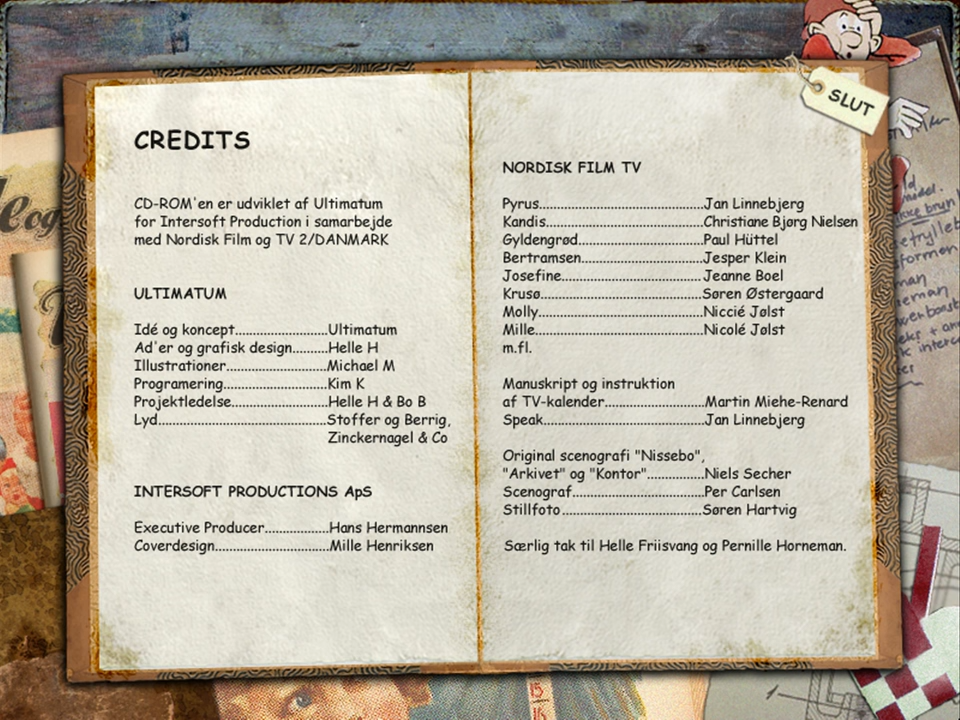 CREDITS
CD-ROM'en er udviklet af Ultimatum
for Intersoft Production i samarbejde
med Nordisk Film og TV 2/DANMARK
ULTIMATUM
Idé og koncept............................Ultimatum
Ad'er og grafisk design..........Helle H
Illustrationer..............................Michael M
Programering...............................Kim K
Projektledelse.............................Helle H & Bo B
Lyd..................................................Stoffer og Berrig,
Zinckernagel & Co
INTERSOFT PRODUCTIONS ApS
Executive Producer...................Hans Hermannsen
Coverdesign..................................Mille Henriksen
NORDISK FILM TV
Pyrus.................................................Jan Linnebjerg
Kandis...............................................Christiane Bjørg Nielsen
Gyldengrød.....................................Paul Hüttel
Bertramsen.....................................Jesper Klein
Josefine..........................................Jeanne Boel
Krusø................................................Søren Østergaard
Molly.................................................Niccié Jølst
Mille..................................................Nicolé Jølst
m.fl.
Manuskript og instruktion
af TV-kalender..............................Martin Miehe-Renard
Speak................................................Jan Linnebjerg
Original scenografi "Nissebo",
"Arkivet" og "Kontor".................Niels Secher
Scenograf.......................................Per Carlsen
Stillfoto..........................................Søren Hartvig
Særlig tak til Helle Friisvang og Pernille Horneman.
SLUT